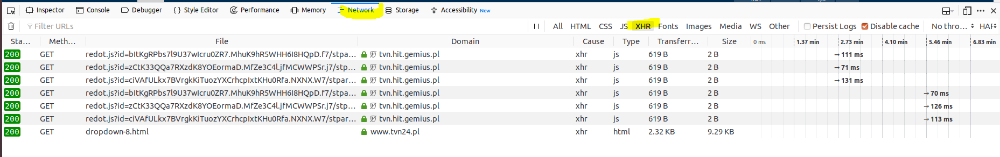 Inspector Console Debugger {} Style Editor Performance Memory Network Storage Accessibility New
Filter URLs All HTML CSS JS XHR Fonts Images Media WS Other Persist Logs Disable cache No thro... HAR
Sta... Meth... File Domain Cause Type Transferr... Size 0 ms 1.37 min 2.73 min 4.10 min 5.46 min 6.83 min
200 GET redot.js?id=bItKgRPbs7l9U37wIcru0ZR7.MhuK9hR5WHH6I8HQpD.f7/stpa... tvn.hit.gemius.pl xhr js 619 B 2 B → 111 ms
200 GET redot.js?id=zCtK33QQa7RXzdK8YOEormaD.MfZe3C4l.jfMCWWPSr.j7/stp... tvn.hit.gemius.pl xhr js 619 B 2 B → 71 ms
200 GET redot.js?id=ciVAfULkx7BVrgkKiTuozYXCrhcpIxtKHu0Rfa.NXNX.W7/stpar... tvn.hit.gemius.pl xhr js 619 B 2 B → 131 ms
200 GET redot.js?id=bItKgRPbs7l9U37wIcru0ZR7.MhuK9hR5WHH6I8HQpD.f7/stpa... tvn.hit.gemius.pl xhr js 619 B 2 B → 70 ms
200 GET redot.js?id=zCtK33QQa7RXzdK8YOEormaD.MfZe3C4l.jfMCWWPSr.j7/stp... tvn.hit.gemius.pl xhr js 619 B 2 B → 126 ms
200 GET redot.js?id=ciVAfULkx7BVrgkKiTuozYXCrhcpIxtKHu0Rfa.NXNX.W7/stpar... tvn.hit.gemius.pl xhr js 619 B 2 B → 113 ms
200 GET dropdown-8.html www.tvn24.pl xhr html 2.32 KB 9.29 KB